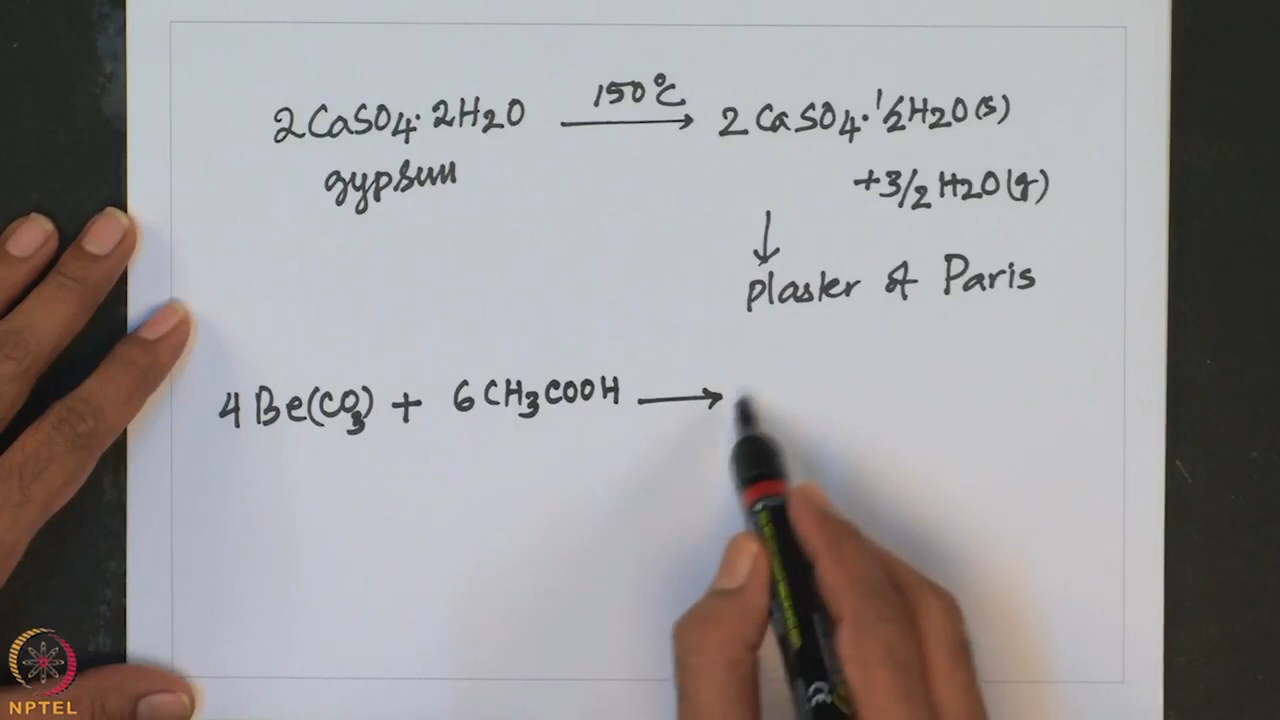 2CaSO4·2H2O 150°C → 2CaSO4·1/2H2O(s)
gypsum +3/2 H2O(g)
↓
plaster of Paris
4Be(CO3) + 6CH3COOH →
NPTEL